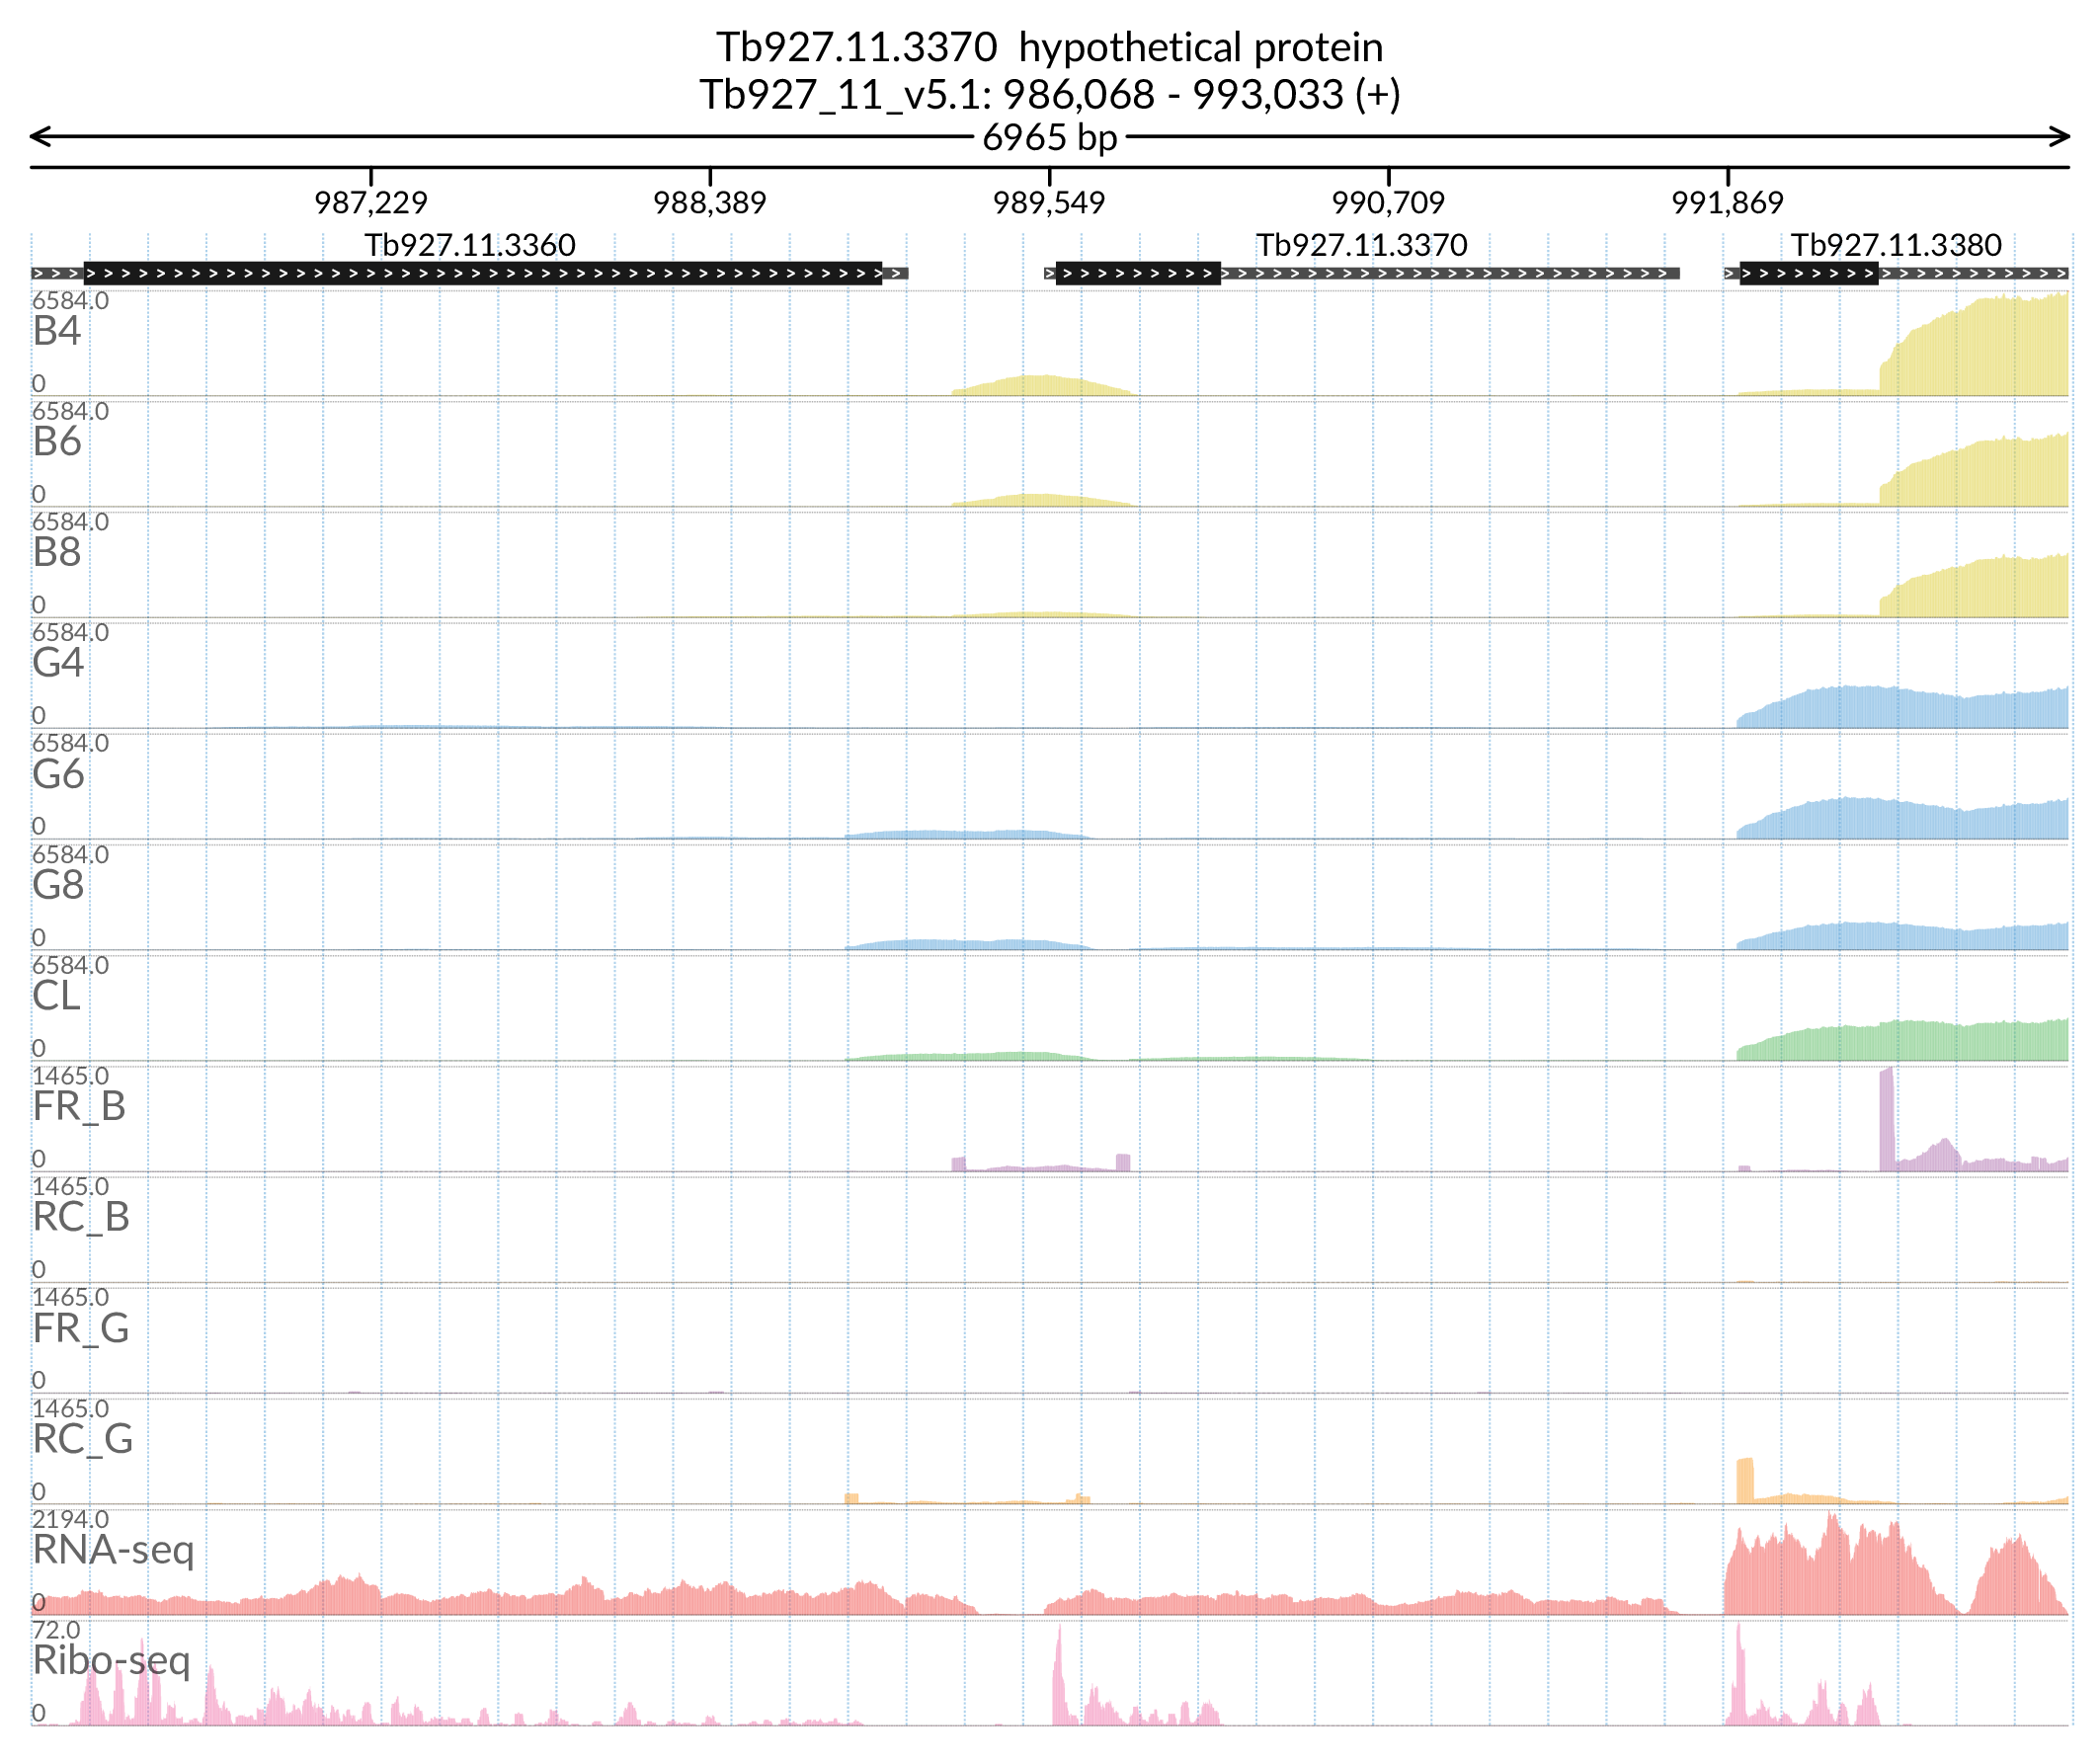 Tb927.11.3370 hypothetical protein
Tb927_11_v5.1: 986,068 - 993,033 (+)
6965 bp
987,229 988,389 989,549 990,709 991,869
Tb927.11.3360 Tb927.11.3370 Tb927.11.3380
6584.0
B4
0
6584.0
B6
0
6584.0
B8
0
6584.0
G4
0
6584.0
G6
0
6584.0
G8
0
6584.0
CL
0
1465.0
FR_B
0
1465.0
RC_B
0
1465.0
FR_G
0
1465.0
RC_G
0
2194.0
RNA-seq
0
72.0
Ribo-seq
0